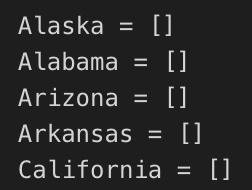 Alaska = []
Alabama = []
Arizona = []
Arkansas = []
California = []